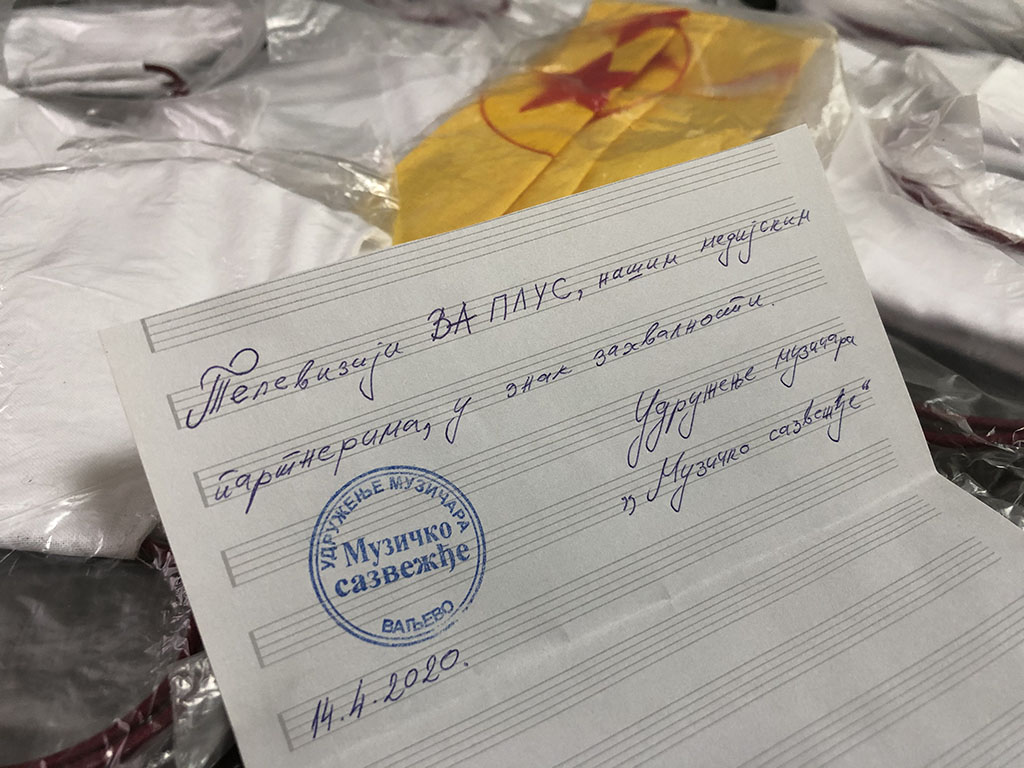 Телевизији ВА ПЛУС, нашим медијским
партнерима, у знак захвалности.
Удружење музичара
„Музичко сазвежђе“
УДРУЖЕЊЕ МУЗИЧАРА
Музичко
сазвежђе
ВАЉЕВО
14.4.2020.